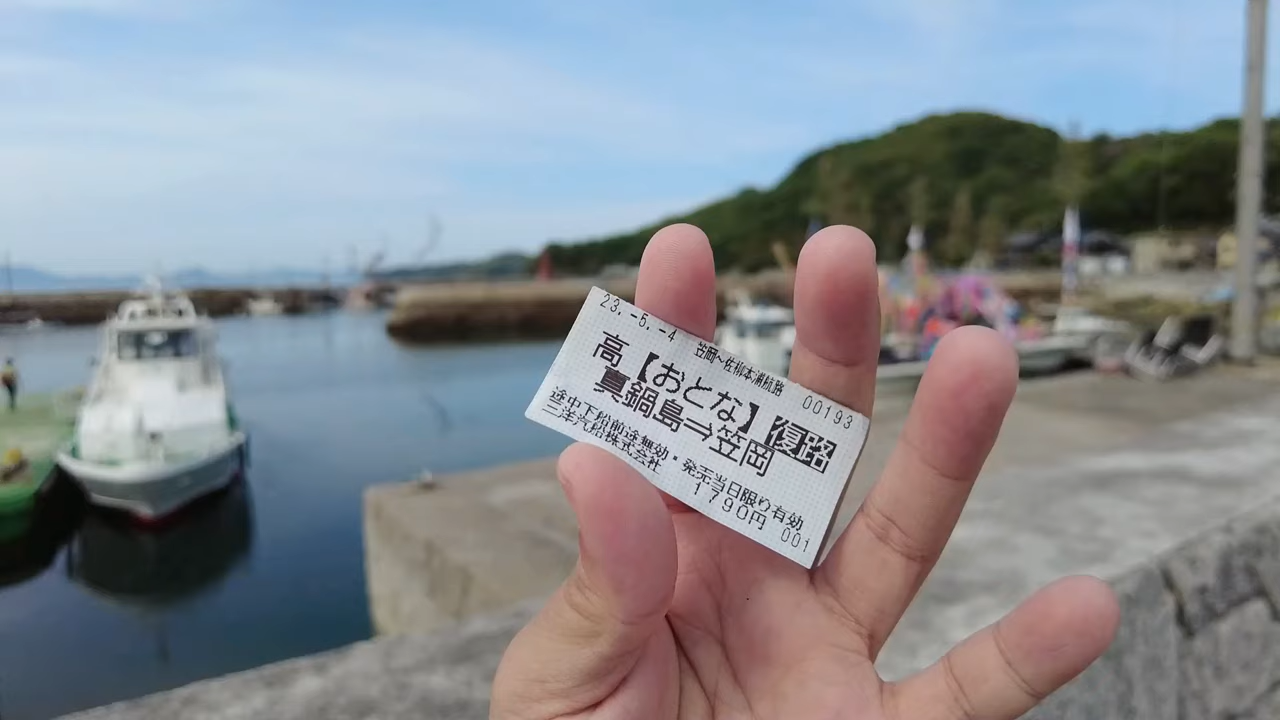 23.-5.-4 笠岡~佐柳本浦航路 00193
高【おとな】復路
真鍋島⇒笠岡
途中下船前途無効・発売当日限り有効
三洋汽船株式会社 1790円 001